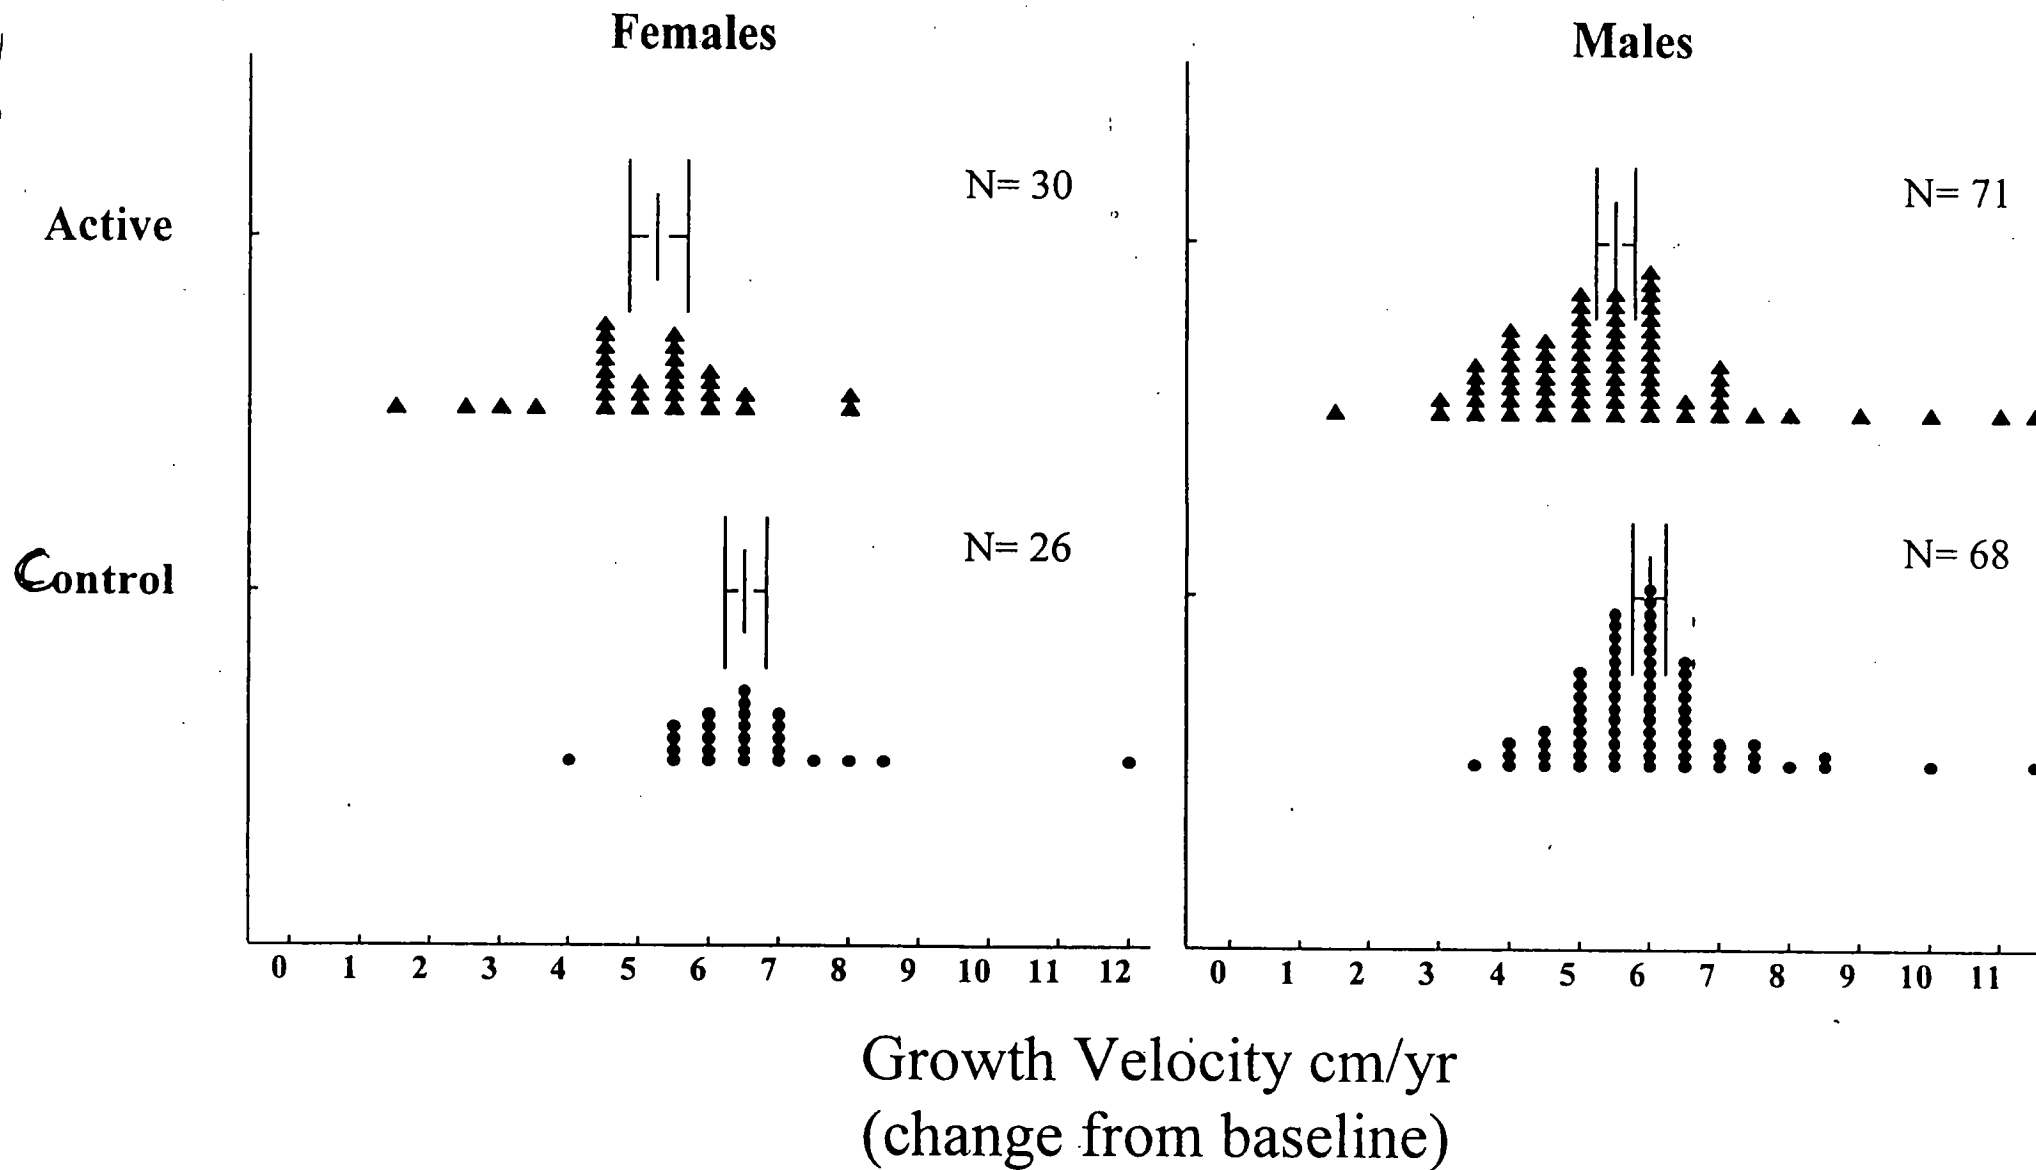 Females
Males
Active
N= 30
N= 71
Control
N= 26
N= 68
0 1 2 3 4 5 6 7 8 9 10 11 12
0 1 2 3 4 5 6 7 8 9 10 11
Growth Velocity cm/yr
(change from baseline)